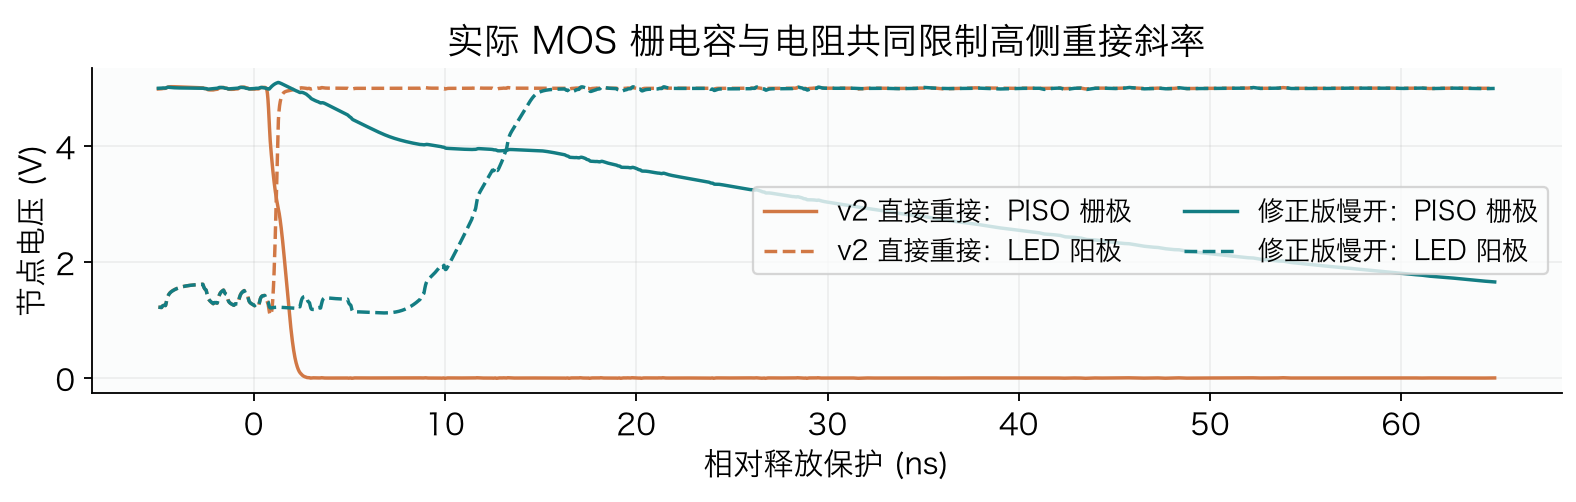 实际 MOS 栅电容与电阻共同限制高侧重接斜率
节点电压 (V)
4
2
0
v2 直接重接：PISO 栅极
v2 直接重接：LED 阳极
修正版慢开：PISO 栅极
修正版慢开：LED 阳极
0 10 20 30 40 50 60
相对释放保护 (ns)